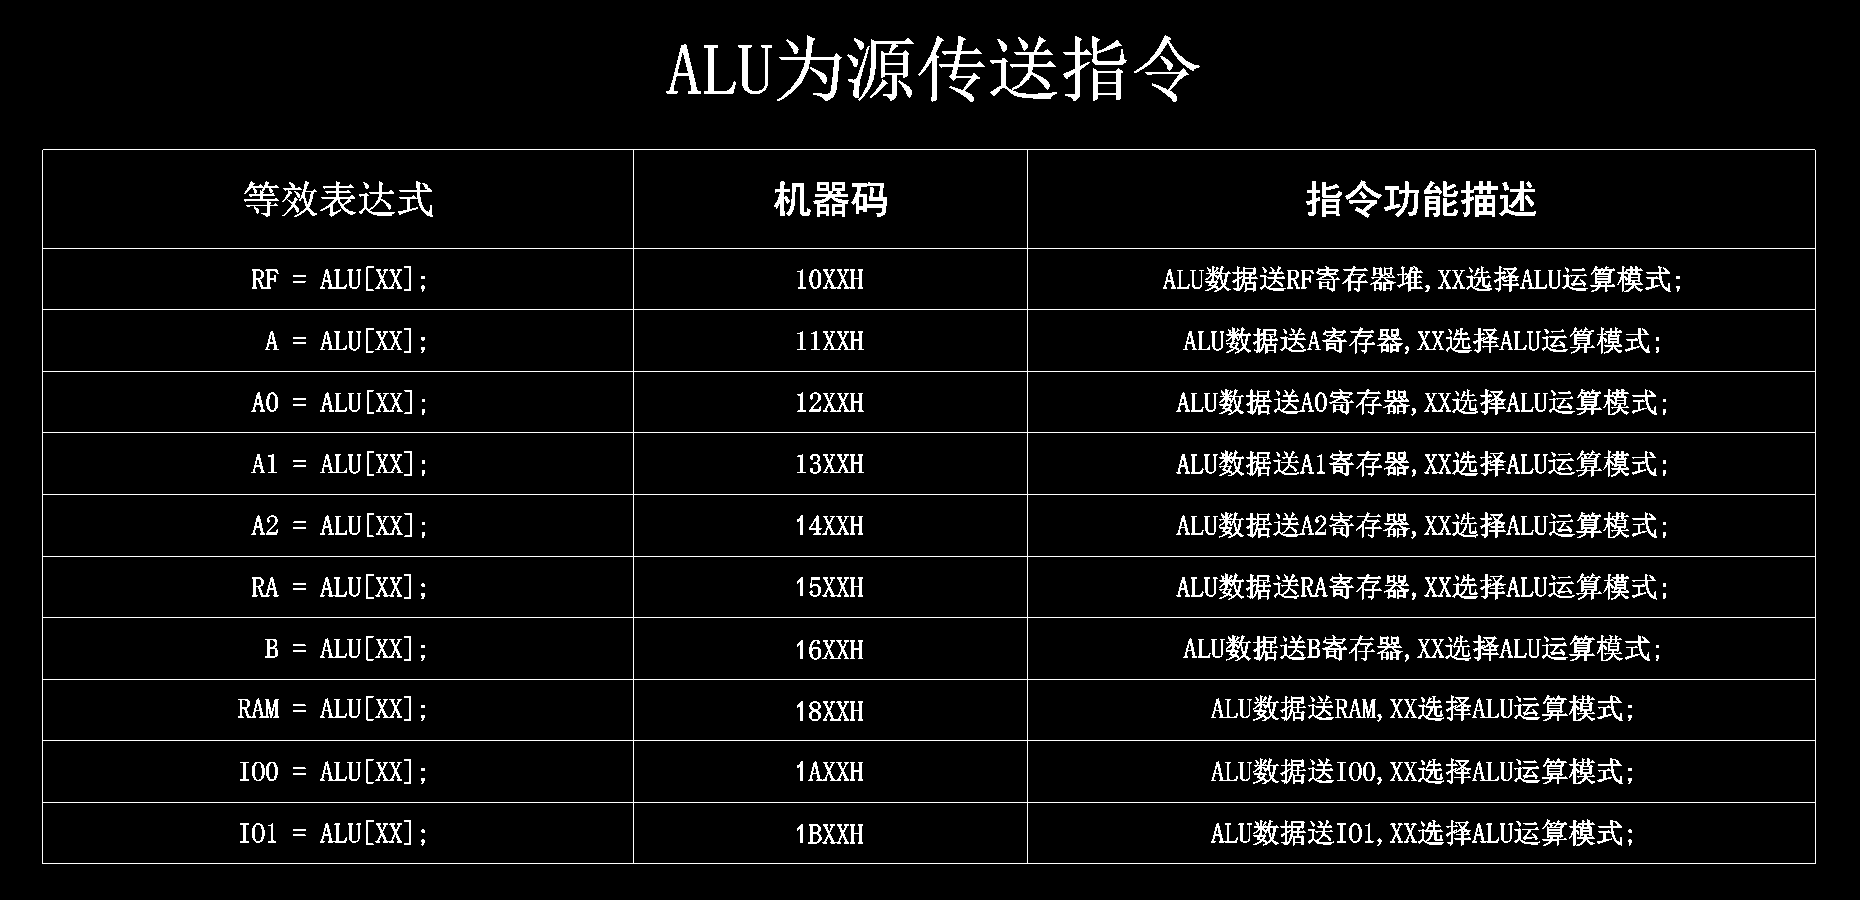 ALU为源传送指令
等效表达式 机器码 指令功能描述
RF = ALU[XX]; 10XXH ALU数据送RF寄存器堆,XX选择ALU运算模式;
A = ALU[XX]; 11XXH ALU数据送A寄存器,XX选择ALU运算模式;
A0 = ALU[XX]; 12XXH ALU数据送A0寄存器,XX选择ALU运算模式;
A1 = ALU[XX]; 13XXH ALU数据送A1寄存器,XX选择ALU运算模式;
A2 = ALU[XX]; 14XXH ALU数据送A2寄存器,XX选择ALU运算模式;
RA = ALU[XX]; 15XXH ALU数据送RA寄存器,XX选择ALU运算模式;
B = ALU[XX]; 16XXH ALU数据送B寄存器,XX选择ALU运算模式;
RAM = ALU[XX]; 18XXH ALU数据送RAM,XX选择ALU运算模式;
IO0 = ALU[XX]; 1AXXH ALU数据送IO0,XX选择ALU运算模式;
IO1 = ALU[XX]; 1BXXH ALU数据送IO1,XX选择ALU运算模式;